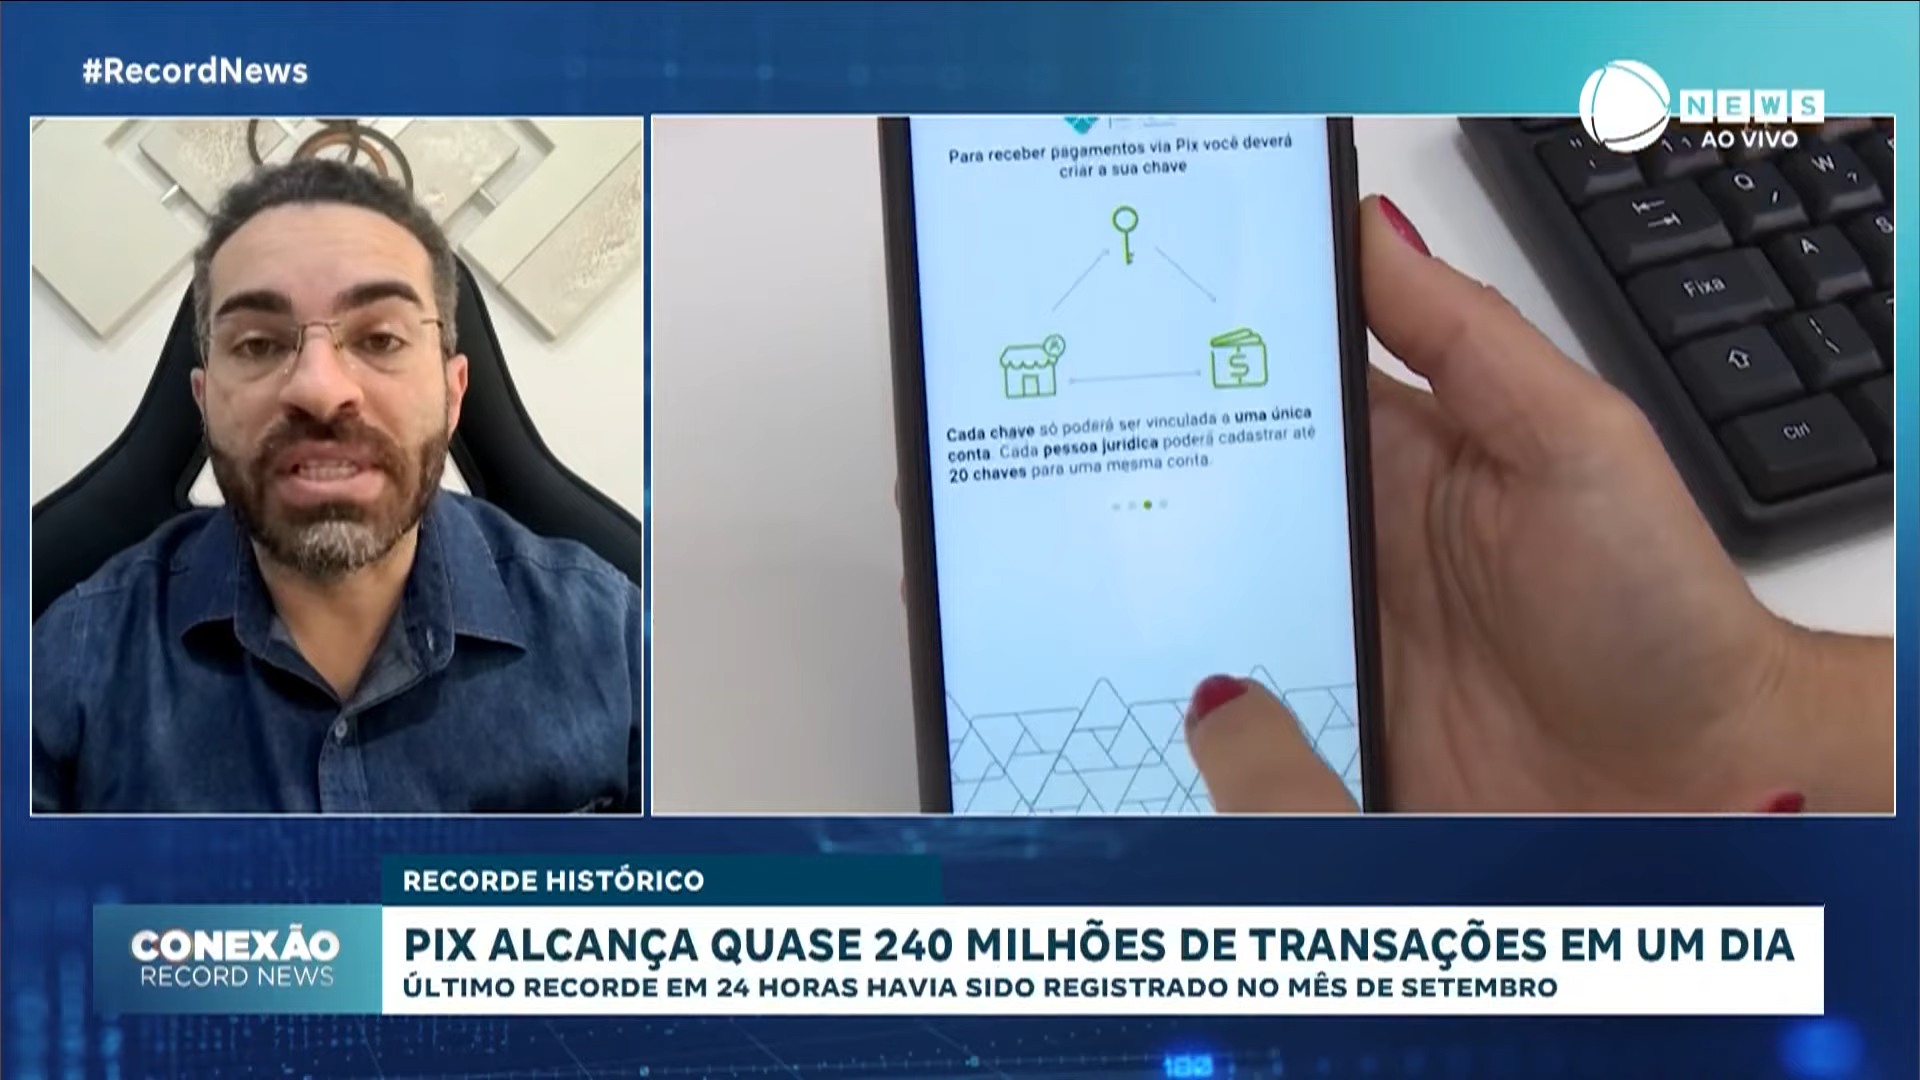 #RecordNews
NEWS
AO VIVO
Para receber pagamentos via Pix você deverá
criar a sua chave
Cada chave só poderá ser vinculada a uma única
conta. Cada pessoa jurídica poderá cadastrar até
20 chaves para uma mesma conta.
Q
W
A
S
Fixa
Ctrl
RECORDE HISTÓRICO
CONEXÃO
RECORD NEWS
PIX ALCANÇA QUASE 240 MILHÕES DE TRANSAÇÕES EM UM DIA
ÚLTIMO RECORDE EM 24 HORAS HAVIA SIDO REGISTRADO NO MÊS DE SETEMBRO
180